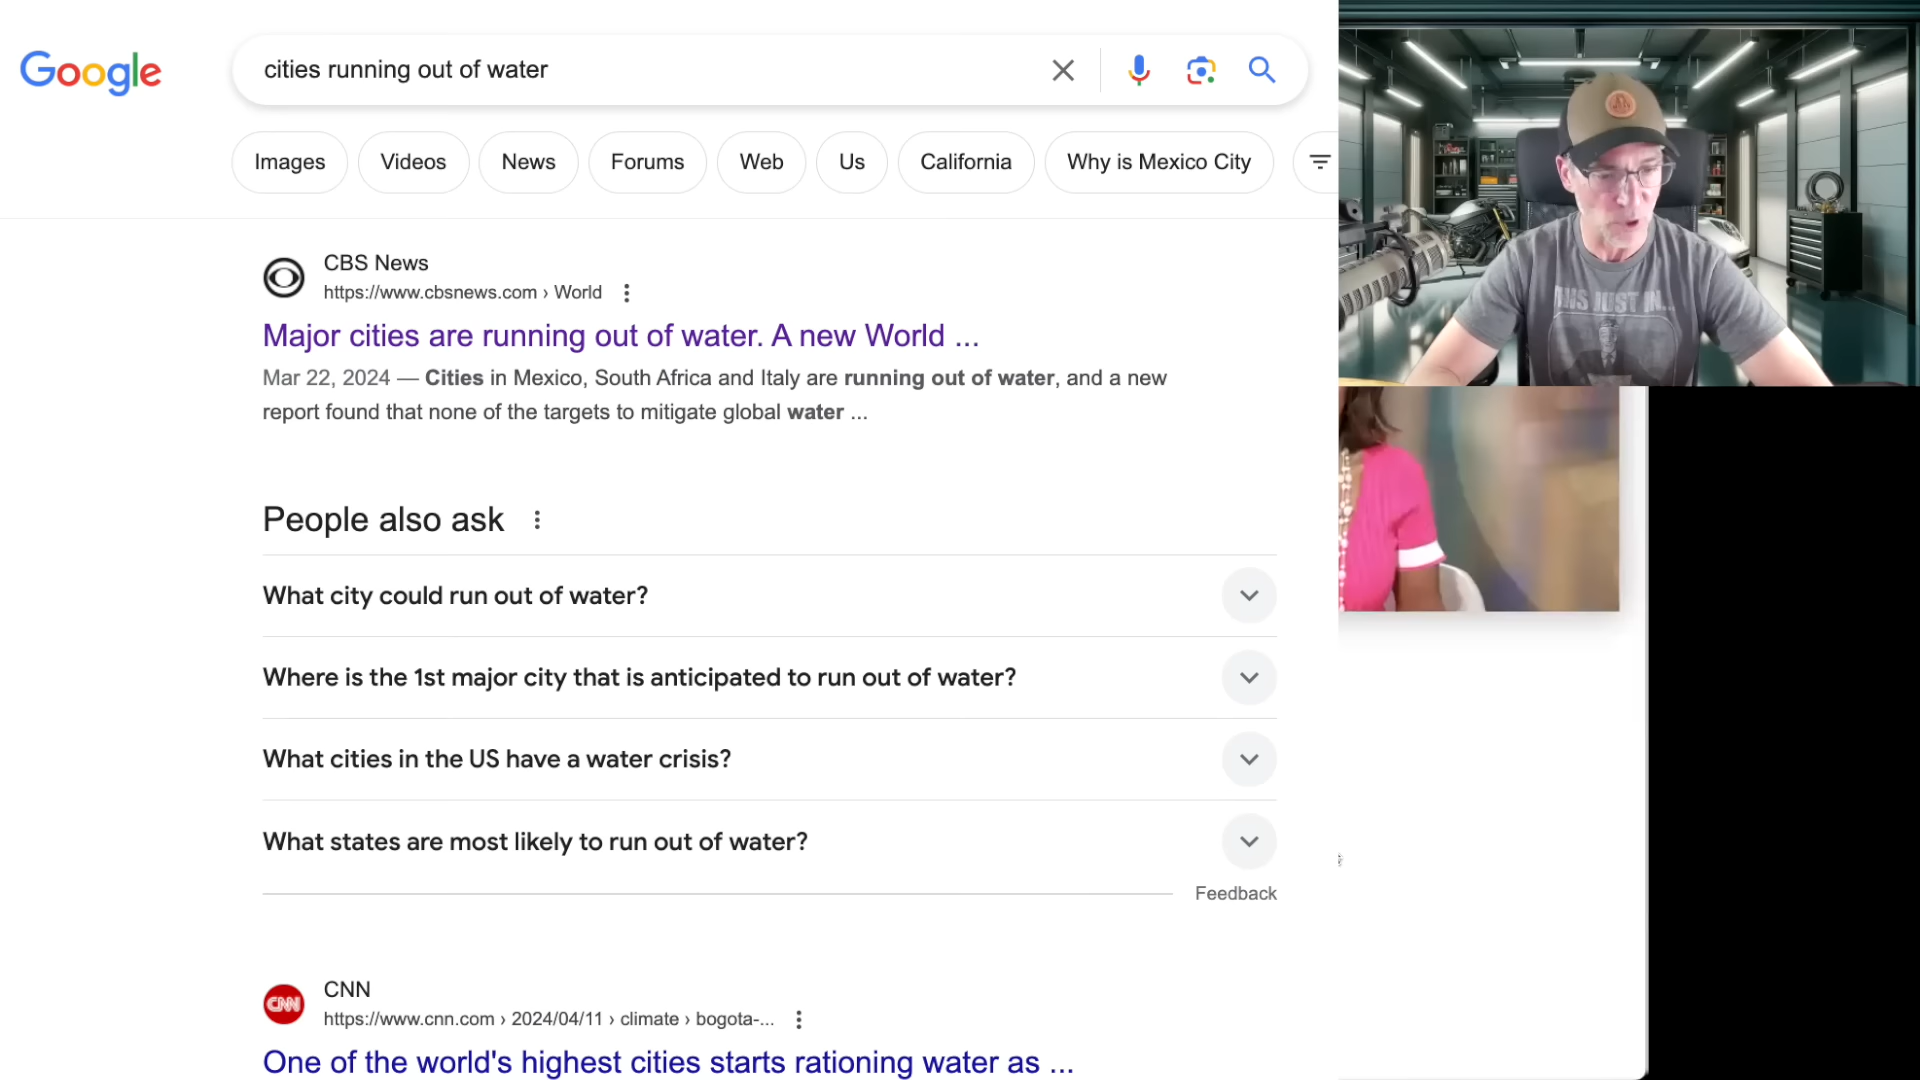 Google
cities running out of water
Images
Videos
News
Forums
Web
Us
California
Why is Mexico City
CBS News
https://www.cbsnews.com › World
Major cities are running out of water. A new World ...
Mar 22, 2024 — Cities in Mexico, South Africa and Italy are running out of water, and a new
report found that none of the targets to mitigate global water ...
People also ask
What city could run out of water?
Where is the 1st major city that is anticipated to run out of water?
What cities in the US have a water crisis?
What states are most likely to run out of water?
Feedback
CNN
CNN
https://www.cnn.com › 2024/04/11 › climate › bogota-...
One of the world's highest cities starts rationing water as ...
THIS JUST IN...